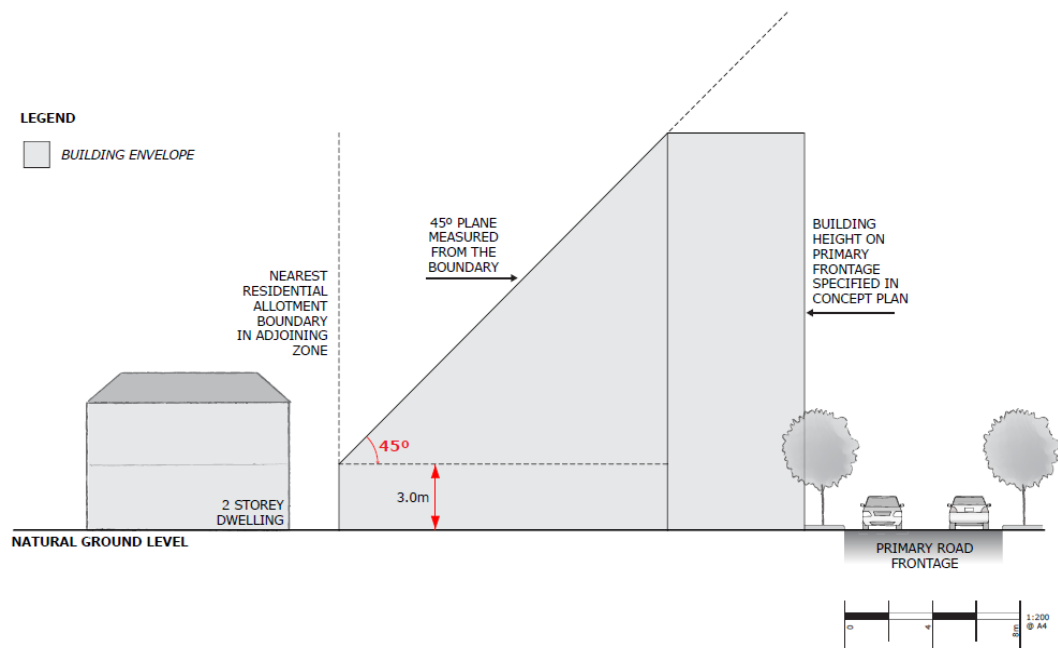 LEGEND
BUILDING ENVELOPE
45º PLANE
MEASURED
FROM THE
BOUNDARY
BUILDING
HEIGHT ON
PRIMARY
FRONTAGE
SPECIFIED IN
CONCEPT PLAN
NEAREST
RESIDENTIAL
ALLOTMENT
BOUNDARY
IN ADJOINING
ZONE
45º
3.0m
2 STOREY
DWELLING
NATURAL GROUND LEVEL
PRIMARY ROAD
FRONTAGE
0
4
8m
1:200
@ A4